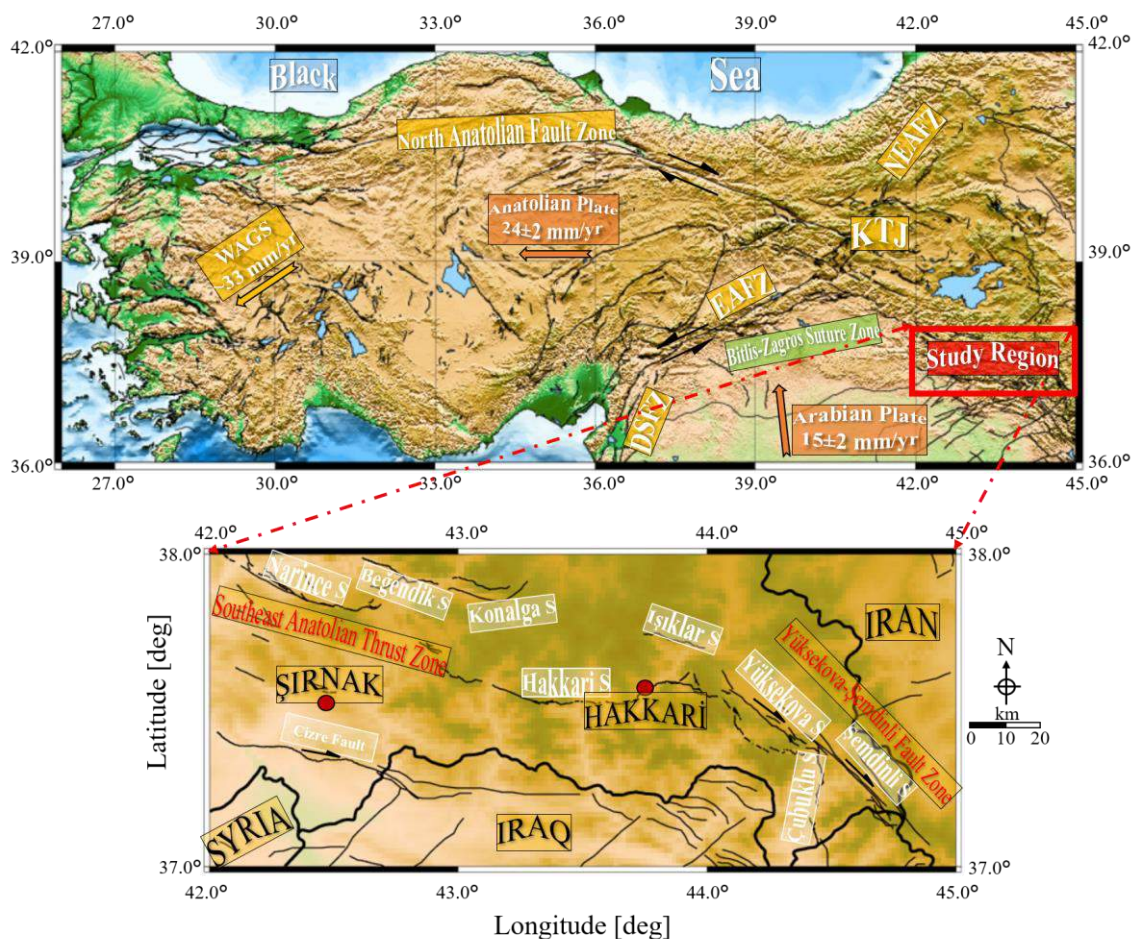 27.0° 30.0° 33.0° 36.0° 39.0° 42.0° 45.0°
42.0° 42.0°
Black Sea
North Anatolian Fault Zone
NEAFZ
Anatolian Plate
24±2 mm/yr
WAGS
33 mm/yr
KTJ
39.0° 39.0°
EAFZ
Bitlis-Zagros Suture Zone
Study Region
DSFZ
Arabian Plate
15±2 mm/yr
36.0° 36.0°
27.0° 30.0° 33.0° 36.0° 39.0° 42.0° 45.0°
42.0° 43.0° 44.0° 45.0°
38.0° 38.0°
Narince S
Beğendik S
Konalga S
Işıklar S
IRAN
Southeast Anatolian Thrust Zone
Yüksekova-Şemdinli Fault Zone
Yüksekova S
Hakkari S
ŞIRNAK
HAKKARİ
Şemdinli S
Cizre Fault
Çubuklu S
SYRIA
IRAQ
N
km
0 10 20
Latitude [deg]
37.0° 37.0°
42.0° 43.0° 44.0° 45.0°
Longitude [deg]